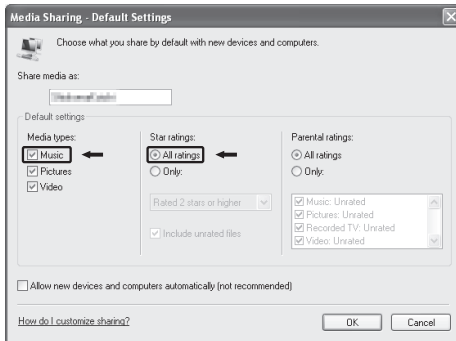 Media Sharing - Default Settings
Choose what you share by default with new devices and computers.
Share media as:
Default settings
Media types:
Music
Pictures
Video
Star ratings:
All ratings
Only:
Rated 2 stars or higher
Include unrated files
Parental ratings:
All ratings
Only:
Music: Unrated
Pictures: Unrated
Recorded TV: Unrated
Video: Unrated
Allow new devices and computers automatically (not recommended)
How do I customize sharing?
OK
Cancel